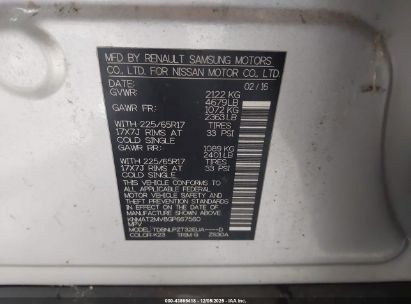 MFD BY RENAULT SAMSUNG MOTORS
CO. LTD. FOR NISSAN MOTOR CO., LTD.
DATE: 02/16
GVWR: 2122 KG
4679LB
GAWR FR: 1072 KG
2363LB
WITH 225/65R17 TIRES
17X7J RIMS AT 33 PSI
COLD SINGLE
GAWR RR: 1089 KG
2401LB
WITH 225/65R17 TIRES
17X7J RIMS AT 33 PSI
COLD SINGLE
THIS VEHICLE CONFORMS TO ALL
APPLICABLE FEDERAL MOTOR VEHICLE
SAFETY AND THEFT PREVENTION
STANDARDS IN EFFECT ON THE DATE
OF MANUFACTURE SHOWN ABOVE
KNMAT2MV8GP667560
MPV
COLOR:K23 TRIM:G